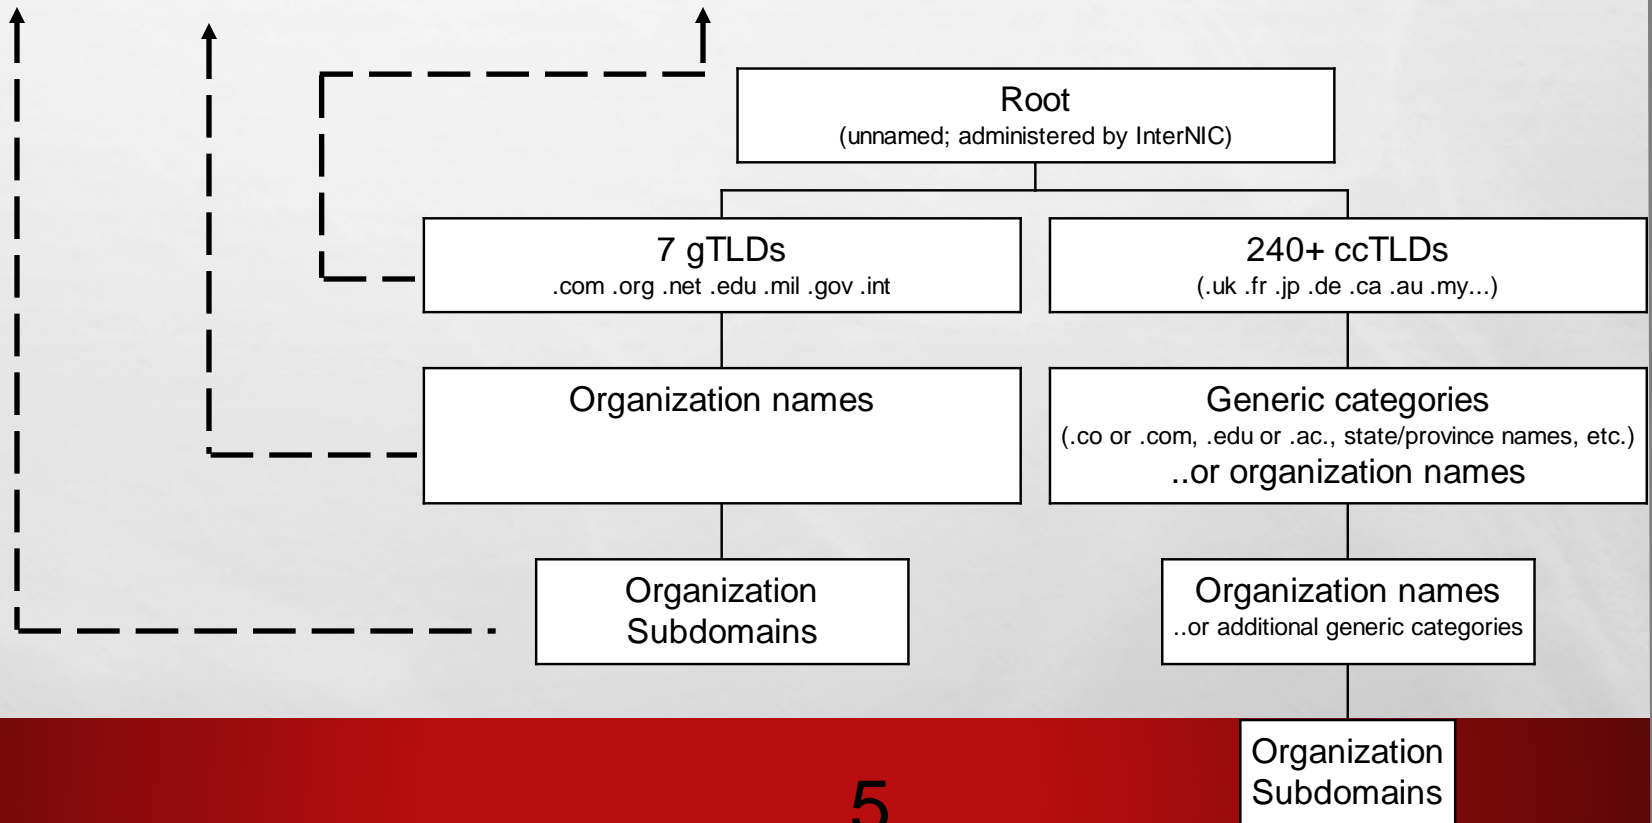 Root
(unnamed; administered by InterNIC)
7 gTLDs
.com .org .net .edu .mil .gov .int
240+ ccTLDs
(.uk .fr .jp .de .ca .au .my...)
Organization names
Generic categories
(.co or .com, .edu or .ac., state/province names, etc.)
..or organization names
Organization
Subdomains
Organization names
..or additional generic categories
Organization
Subdomains
5